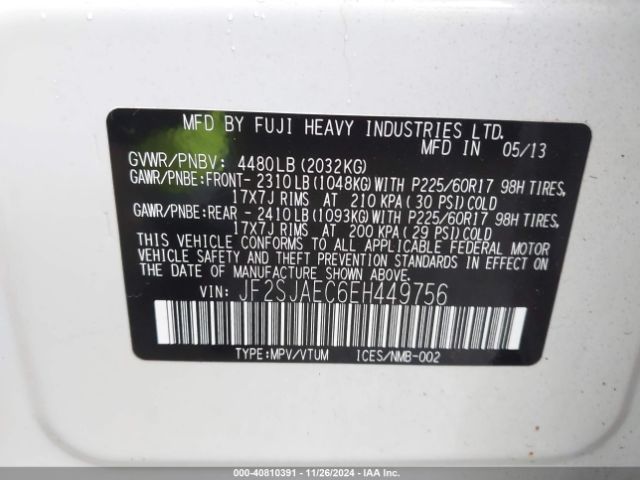 MFD BY FUJI HEAVY INDUSTRIES LTD.
MFD IN 05/13
GVWR/PNBV: 4480LB (2032KG)
GAWR/PNBE:FRONT- 2310LB (1048KG) WITH P225/60R17 98H TIRES,
17X7J RIMS AT 210 KPA (30 PSI) COLD
GAWR/PNBE:REAR - 2410LB (1093KG) WITH P225/60R17 98H TIRES,
17X7J RIMS AT 200 KPA (29 PSI) COLD
THIS VEHICLE CONFORMS TO ALL APPLICABLE FEDERAL MOTOR
VEHICLE SAFETY AND THEFT PREVENTION STANDARDS IN EFFECT
ON THE DATE OF MANUFACTURE SHOWN ABOVE.
VIN: JF2SJAEC6EH449756
TYPE:MPV/VTUM ICES/NMB-002
000-40810391 - 11/26/2024 - IAA Inc.